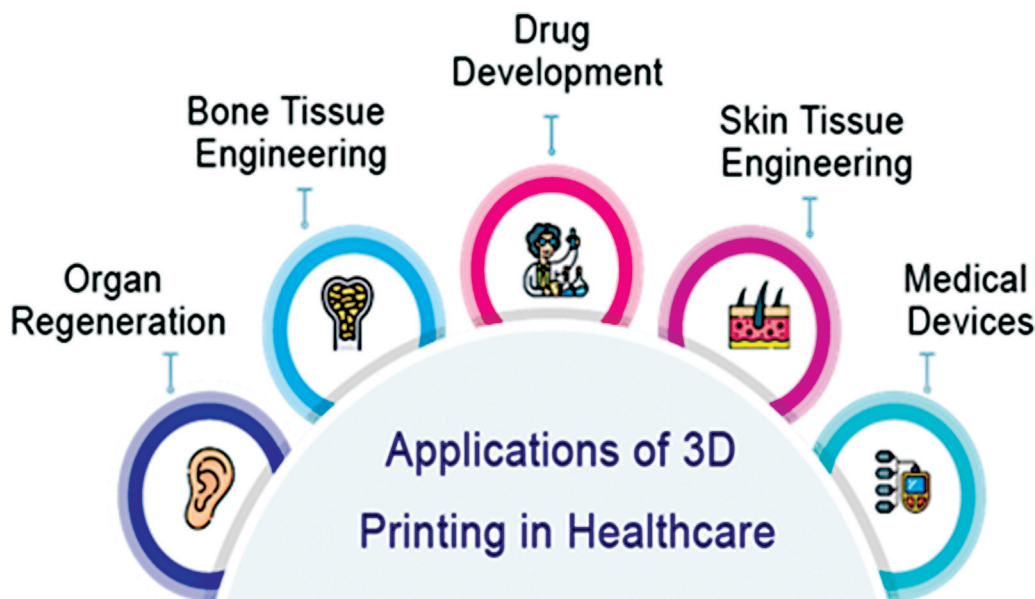 Organ
Regeneration
Bone Tissue
Engineering
Drug
Development
Skin Tissue
Engineering
Medical
Devices
Applications of 3D
Printing in Healthcare